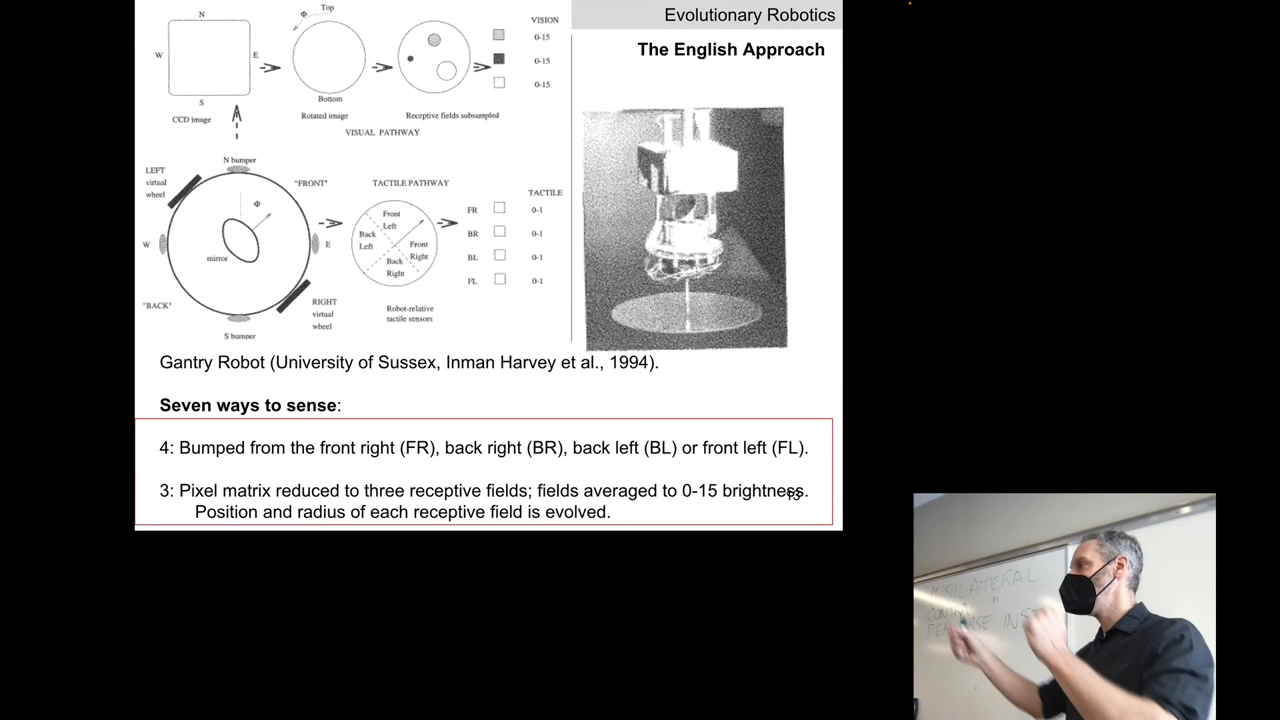 Evolutionary Robotics
The English Approach
N
W
E
S
CCD image
Φ
Top
Bottom
Rotated image
Receptive fields subsampled
VISION
0-15
0-15
0-15
VISUAL PATHWAY
N bumper
LEFT
virtual
wheel
"FRONT"
Φ
W
E
mirror
"BACK"
RIGHT
virtual
wheel
S bumper
TACTILE PATHWAY
Front
Left
Back
Left
Front
Right
Back
Right
Robot-relative
tactile sensors
TACTILE
FR 0-1
BR 0-1
BL 0-1
FL 0-1
Gantry Robot (University of Sussex, Inman Harvey et al., 1994).
Seven ways to sense:
4: Bumped from the front right (FR), back right (BR), back left (BL) or front left (FL).
3: Pixel matrix reduced to three receptive fields; fields averaged to 0-15 brightness.
Position and radius of each receptive field is evolved.